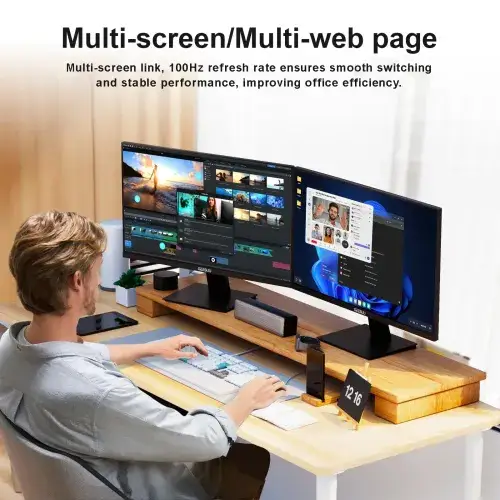 Multi-screen/Multi-web page
Multi-screen link, 100Hz refresh rate ensures smooth switching
and stable performance, improving office efficiency.
12 16